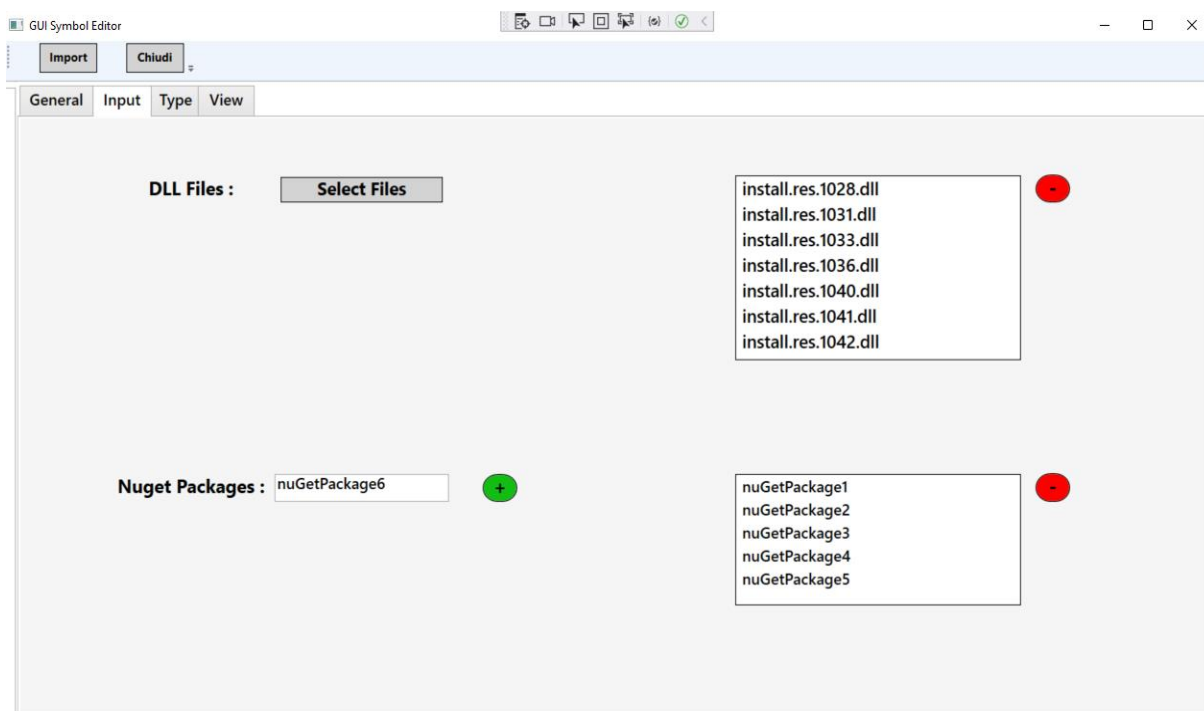 GUI Symbol Editor
Import Chiudi
General Input Type View
DLL Files : Select Files
install.res.1028.dll -
install.res.1031.dll
install.res.1033.dll
install.res.1036.dll
install.res.1040.dll
install.res.1041.dll
install.res.1042.dll
Nuget Packages : nuGetPackage6 +
nuGetPackage1 -
nuGetPackage2
nuGetPackage3
nuGetPackage4
nuGetPackage5